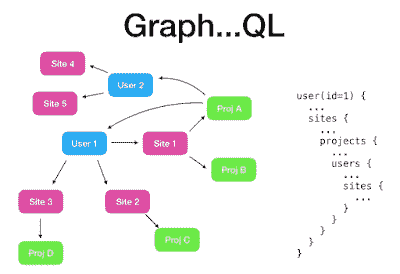 Graph...QL
Site 4
User 2
Site 5
Proj A
User 1
Site 1
Proj B
Site 3
Site 2
Proj C
Proj D
user(id=1) {
...
sites {
...
projects {
...
users {
...
sites {
...
}
}
}
}
}